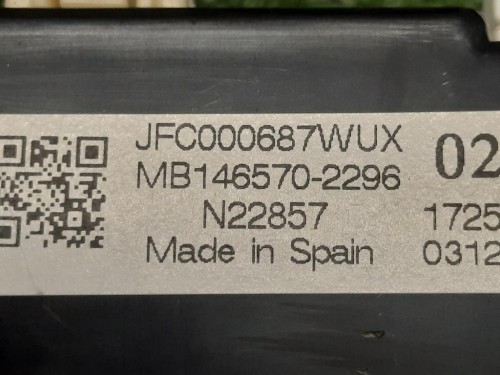 JFC000687WUX
MB146570-2296
N22857
Made in Spain
02
1725
0312